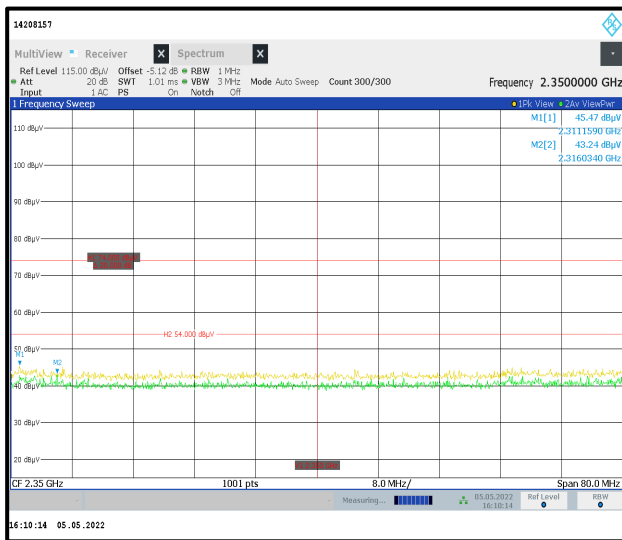 14208157
MultiView Receiver X Spectrum X
Ref Level 115.00 dBµV Offset -5.12 dB RBW 1 MHz
Att 20 dB SWT 1.01 ms VBW 3 MHz Mode Auto Sweep Count 300/300 Frequency 2.3500000 GHz
Input 1 AC PS On Notch Off
1 Frequency Sweep 1Pk View 2Av ViewPwr
M1[1] 45.47 dBµV
2.3111590 GHz
M2[2] 43.24 dBµV
2.3160340 GHz
110 dBµV
100 dBµV
90 dBµV
80 dBµV
70 dBµV
60 dBµV
H2 54.000 dBµV
50 dBµV
M1
M2
40 dBµV
30 dBµV
20 dBµV
CF 2.35 GHz 1001 pts 8.0 MHz/ Span 80.0 MHz
Measuring... 05.05.2022 16:10:14 Ref Level RBW
16:10:14 05.05.2022